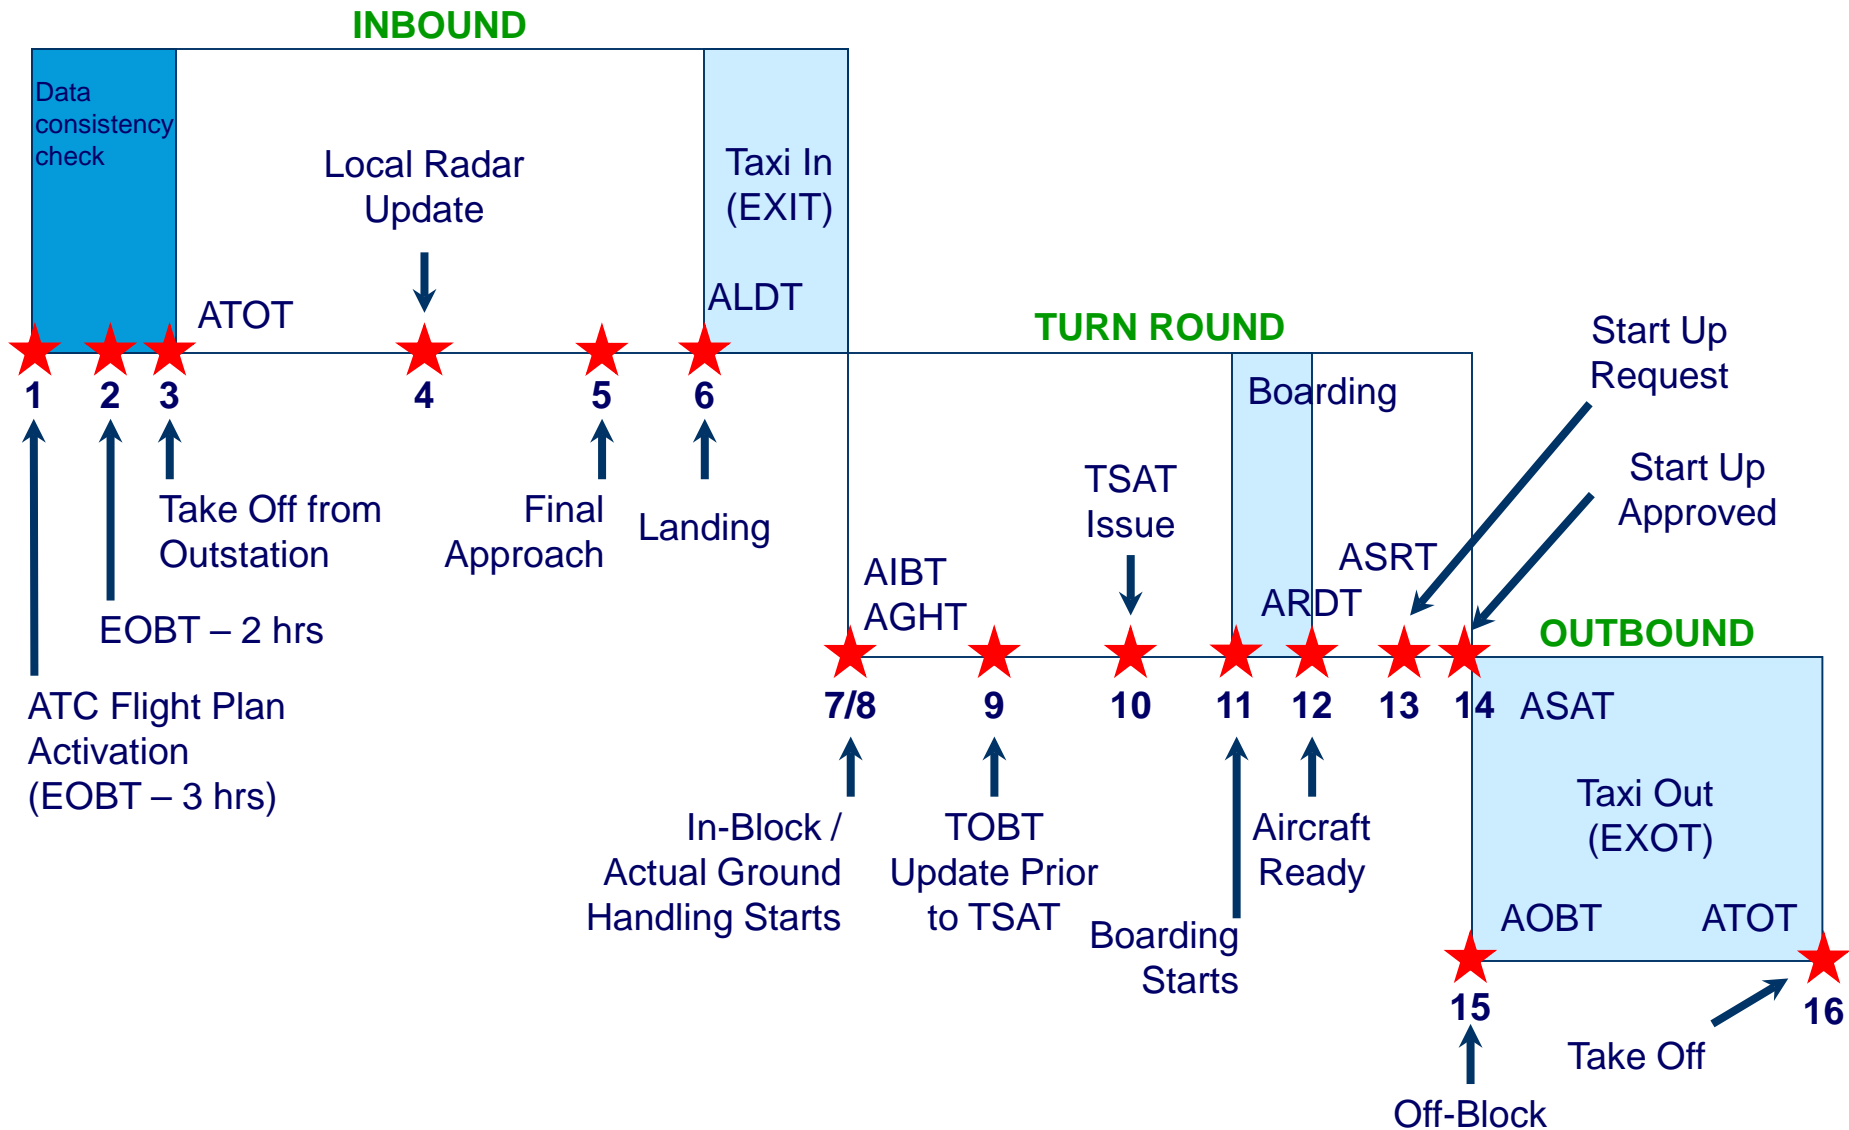 INBOUND
Data
consistency
check
Local Radar
Update
Taxi In
(EXIT)
ATOT
ALDT
1
2
3
4
5
6
Take Off from
Outstation
Final
Approach
Landing
EOBT – 2 hrs
ATC Flight Plan
Activation
(EOBT – 3 hrs)
TURN ROUND
Boarding
Start Up
Request
Start Up
Approved
TSAT
Issue
AIBT
AGHT
ASRT
ARDT
7/8
9
10
11
12
13
14
In-Block /
Actual Ground
Handling Starts
TOBT
Update Prior
to TSAT
Boarding
Starts
Aircraft
Ready
OUTBOUND
ASAT
Taxi Out
(EXOT)
AOBT
ATOT
15
16
Take Off
Off-Block